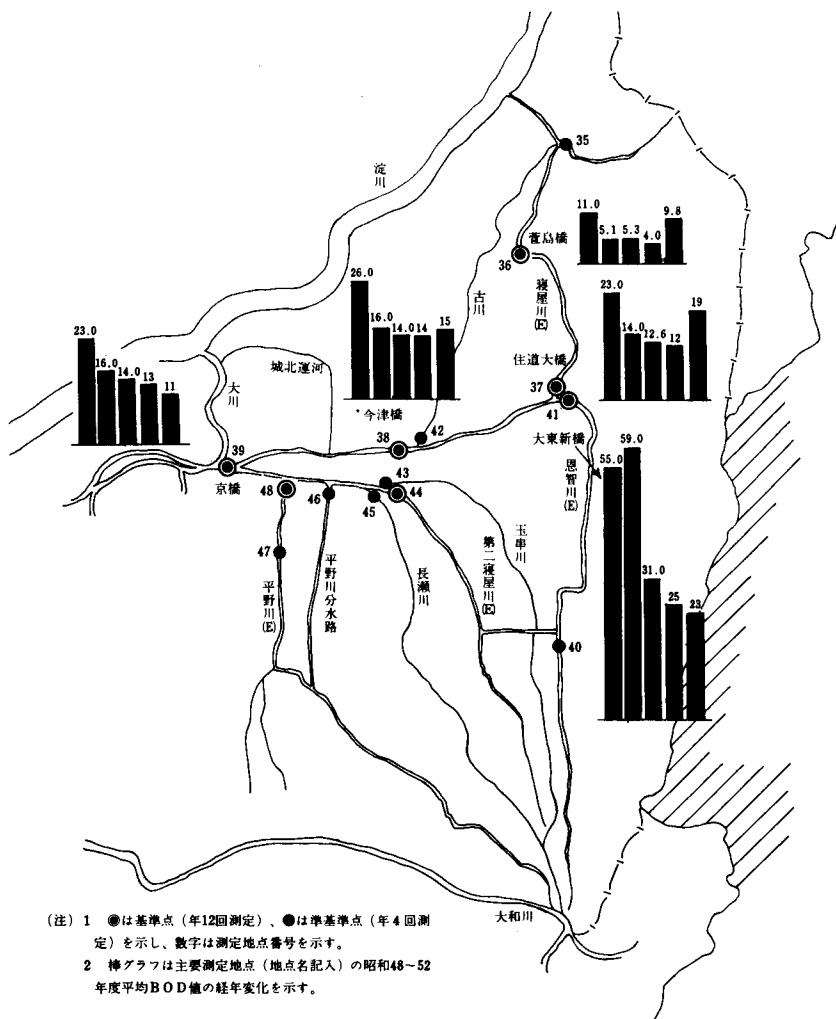 35
淀川
11.0
5.1
5.3
4.0
9.8
萱島橋
36
26.0
16.0
14.0
14
15
古川
寝屋川(E)
23.0
14.0
12.6
12
19
23.0
16.0
14.0
13
11
大川
城北運河
住道大橋
37
41
今津橋
42
38
大東新橋
55.0
59.0
31.0
25
23
39
京橋
43
44
48
46
45
恩智川(E)
47
平野川(E)
平野川分水路
長瀬川
第二寝屋川(E)
玉串川
40
大和川
(注) 1 ◉は基準点(年12回測定)、●は準基準点(年4回測
定)を示し、数字は測定地点番号を示す。
2 棒グラフは主要測定地点(地点名記入)の昭和48~52
年度平均BOD値の経年変化を示す。